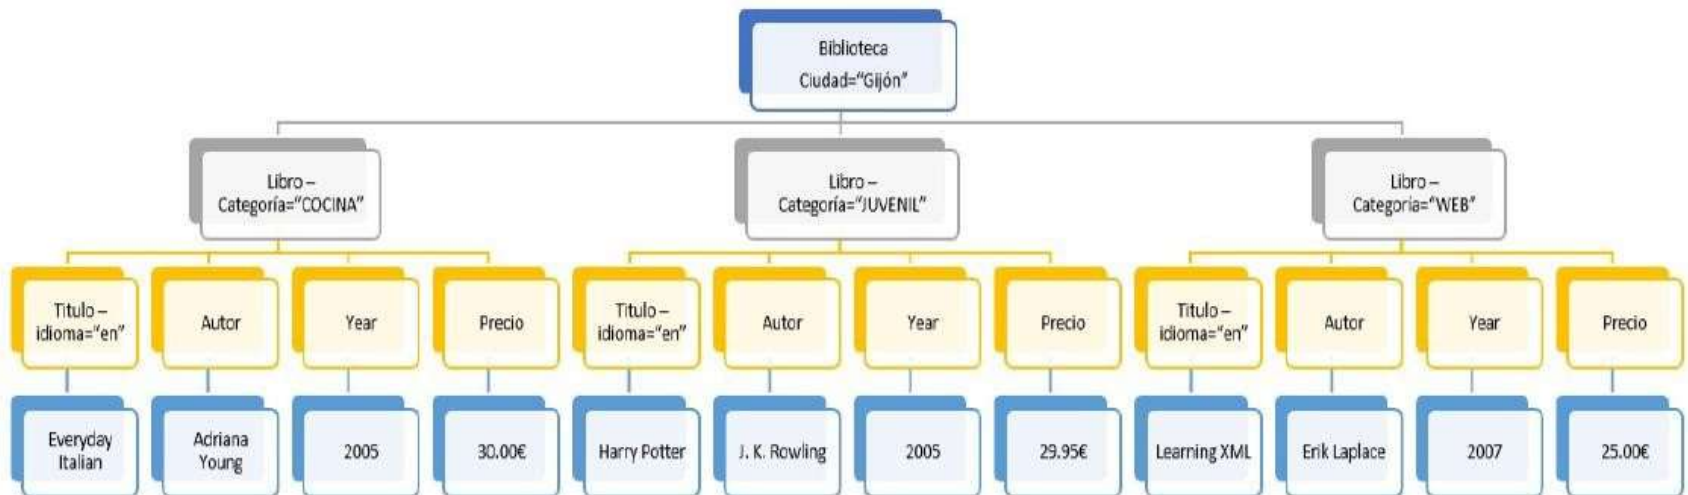 Biblioteca
Ciudad=“Gijón”
Libro –
Categoría=“COCINA”
Libro –
Categoría=“JUVENIL”
Libro –
Categoria=“WEB”
Titulo –
idioma=“en”
Autor
Year
Precio
Titulo –
idioma=“en”
Autor
Year
Precio
Titulo –
idioma=“en”
Autor
Year
Precio
Everyday
Italian
Adriana
Young
2005
30.00€
Harry Potter
J. K. Rowling
2005
29.95€
Learning XML
Erik Laplace
2007
25.00€